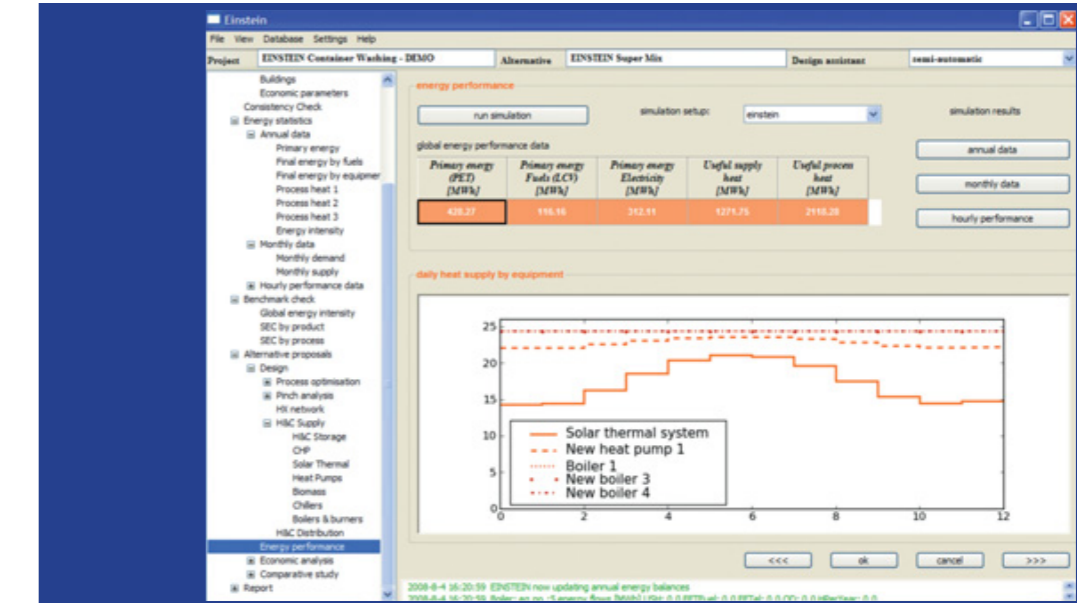 Einstein
File View Database Settings Help
Project EINSTEIN Container Washing - DEMO Alternative EINSTEIN Super Mix Design assistant semi-automatic
Buildings
Economic parameters
Consistency Check
Energy statistics
Annual data
Primary energy
Final energy by fuels
Final energy by equipmer
Process heat 1
Process heat 2
Process heat 3
Energy intensity
Monthly data
Monthly demand
Monthly supply
Hourly performance data
Benchmark check
Global energy intensity
SEC by product
SEC by process
Alternative proposals
Design
Process optimisation
Pinch analysis
HX network
H&C Supply
H&C Storage
CHP
Solar Thermal
Heat Pumps
Biomass
Chillers
Boilers & burners
H&C Distribution
Energy performance
Economic analysis
Comparative study
Report
energy performance
run simulation simulation setup: einstein simulation results
global energy performance data
Primary energy Primary energy Primary energy Useful supply Useful process
(PET) Fuels (LCV) Electricity heat heat
[MWh] [MWh] [MWh] [MWh] [MWh]
428.27 116.16 312.11 1271.75 2118.28
annual data
monthly data
hourly performance
daily heat supply by equipment
25
20
15
10
5
0
0 2 4 6 8 10 12
Solar thermal system
New heat pump 1
Boiler 1
New boiler 3
New boiler 4
<<< ok cancel >>>
2008-8-4 16:20:59 EINSTEIN now updating annual energy balances